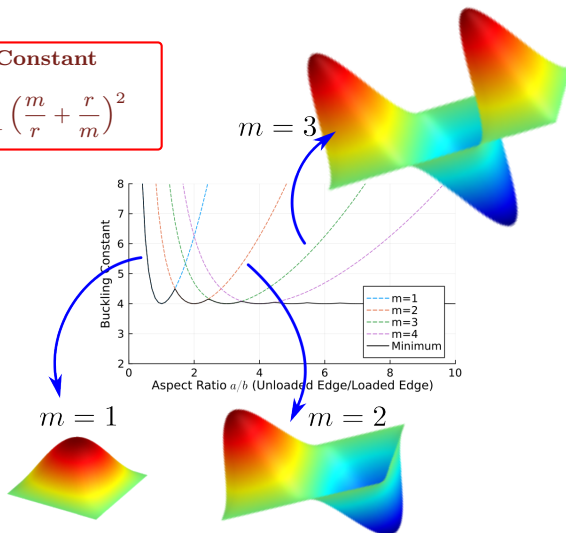 Constant
(m/r + r/m)²
m = 3
8
7
6
5
4
3
2
Buckling Constant
m=1
m=2
m=3
m=4
Minimum
0 2 4 6 8 10
Aspect Ratio a/b (Unloaded Edge/Loaded Edge)
m = 1
m = 2